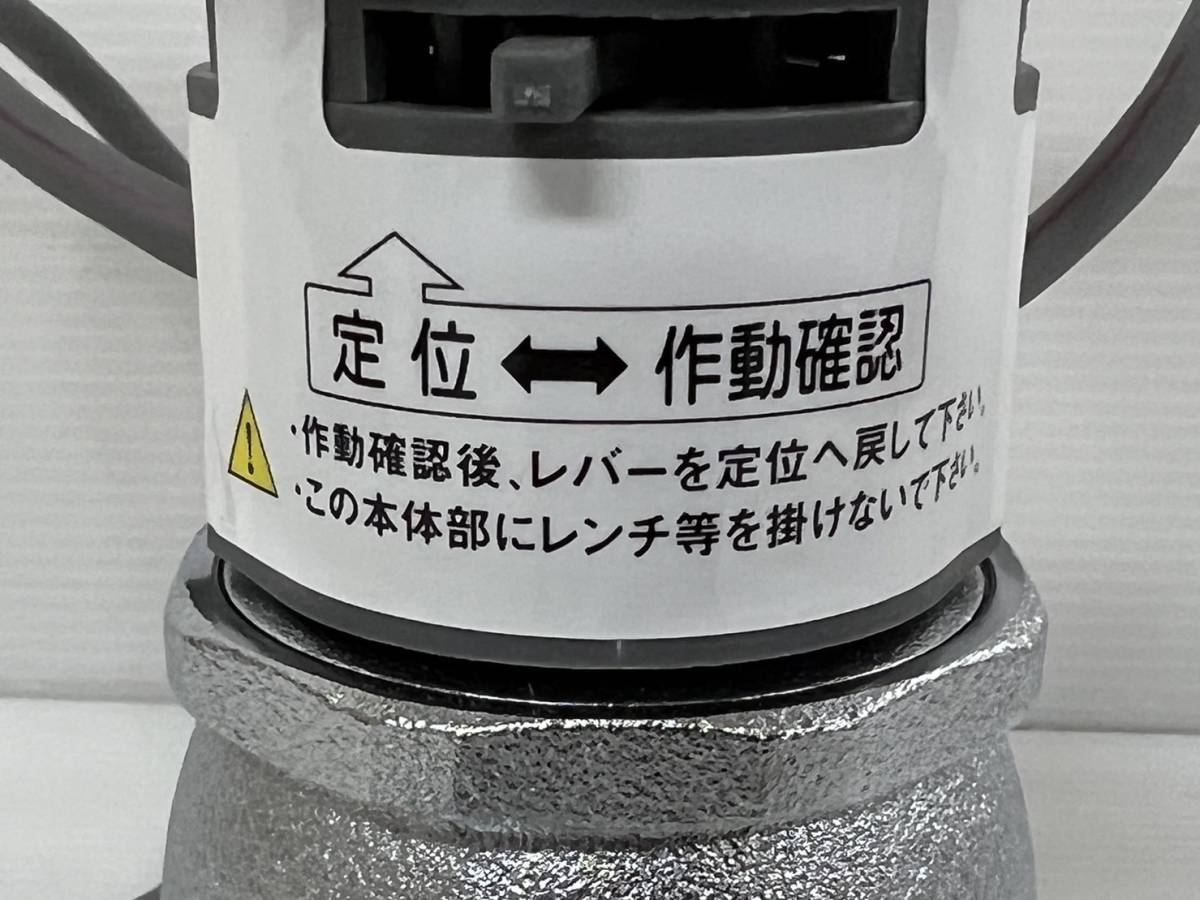 定位 ↔ 作動確認
・作動確認後、レバーを定位へ戻して下さい。
・この本体部にレンチ等を掛けないで下さい。